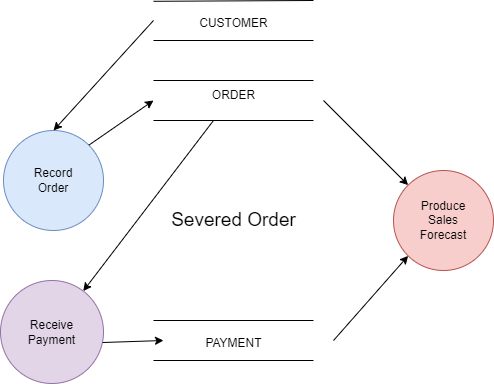 CUSTOMER
ORDER
Record
Order
Produce
Sales
Forecast
Severed Order
Receive
Payment
PAYMENT